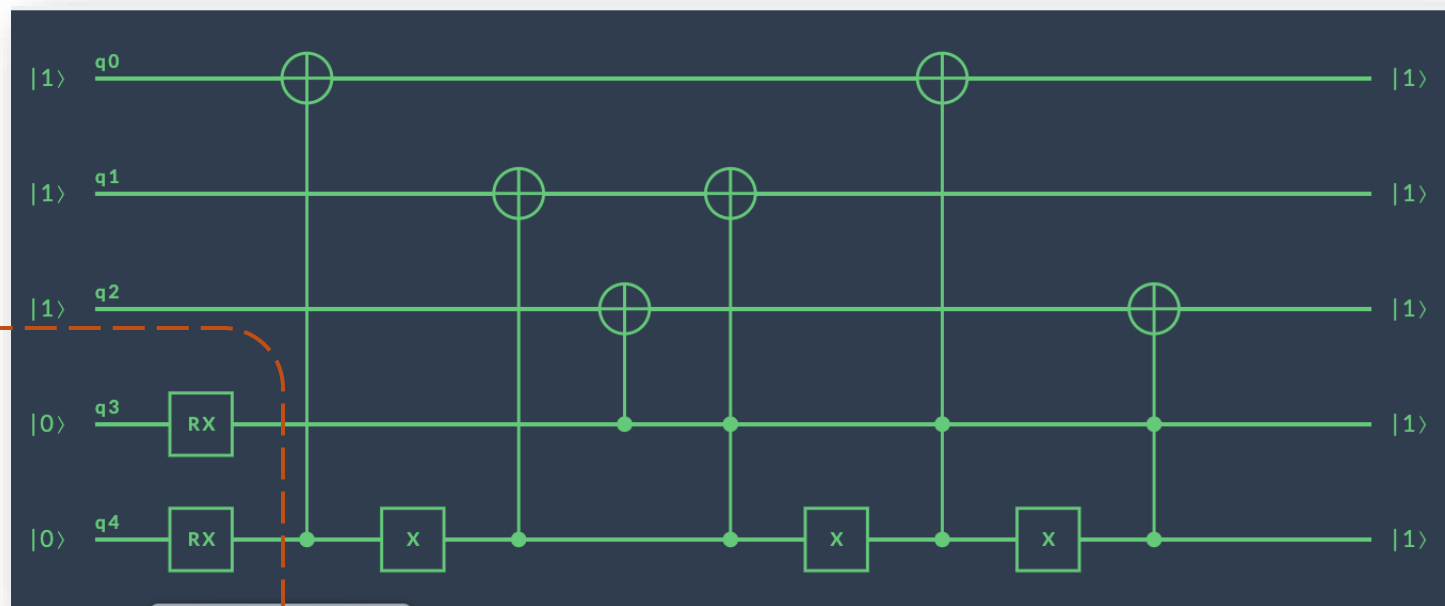 q0
|1⟩ |1⟩
q1
|1⟩ |1⟩
q2
|1⟩ |1⟩
q3
|0⟩ RX |1⟩
q4
|0⟩ RX X X X |1⟩